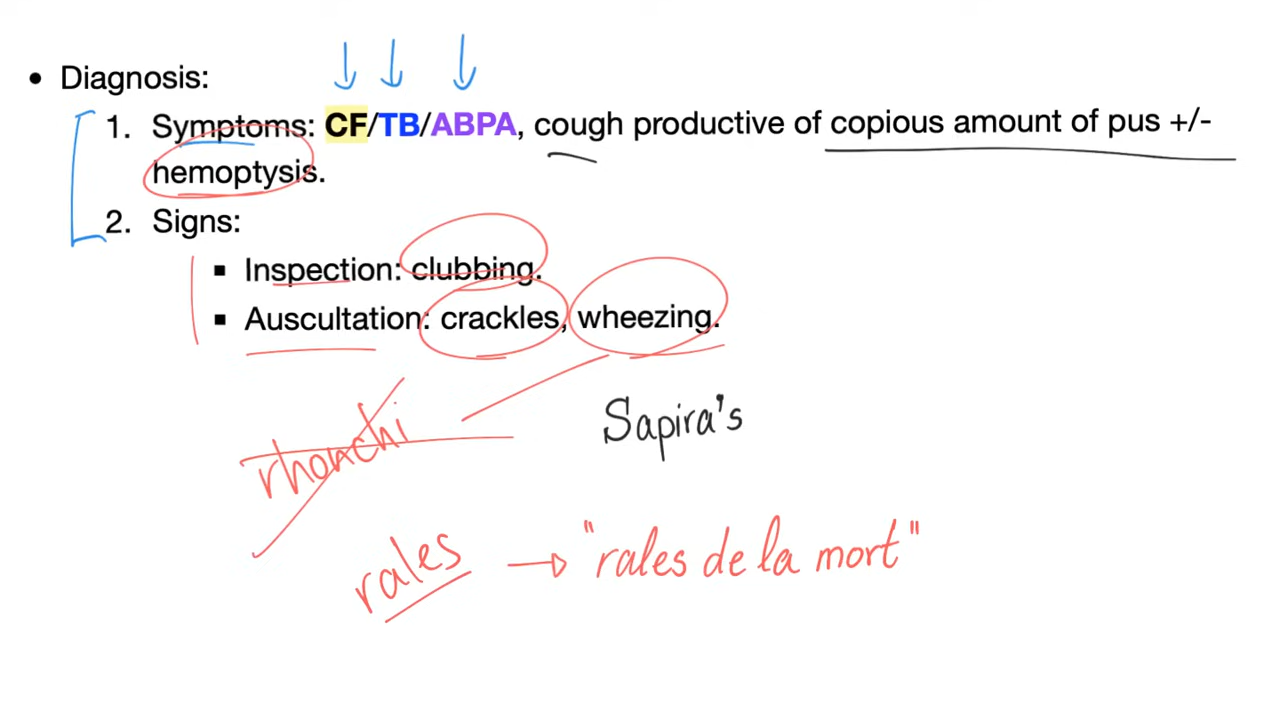 • Diagnosis:
1. Symptoms: CF/TB/ABPA, cough productive of copious amount of pus +/-
hemoptysis.
2. Signs:
▪ Inspection: clubbing.
▪ Auscultation: crackles, wheezing.
Sapira's
rhonchi
rales → "rales de la mort"